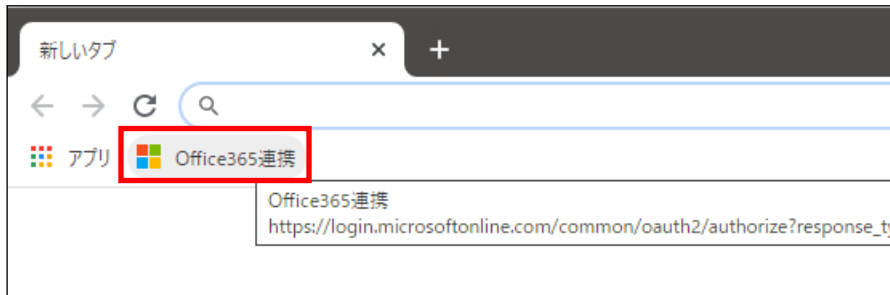 新しいタブ
アプリ Office365連携
Office365連携
https://login.microsoftonline.com/common/oauth2/authorize?response_ty